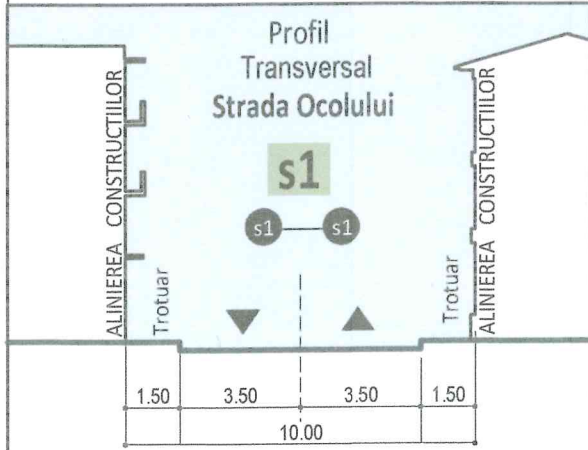 Profil
Transversal
Strada Ocolului
s1
s1 s1
ALINIEREA CONSTRUCTIILOR
Trotuar
Trotuar
ALINIEREA CONSTRUCTIILOR
1.50 3.50 3.50 1.50
10.00